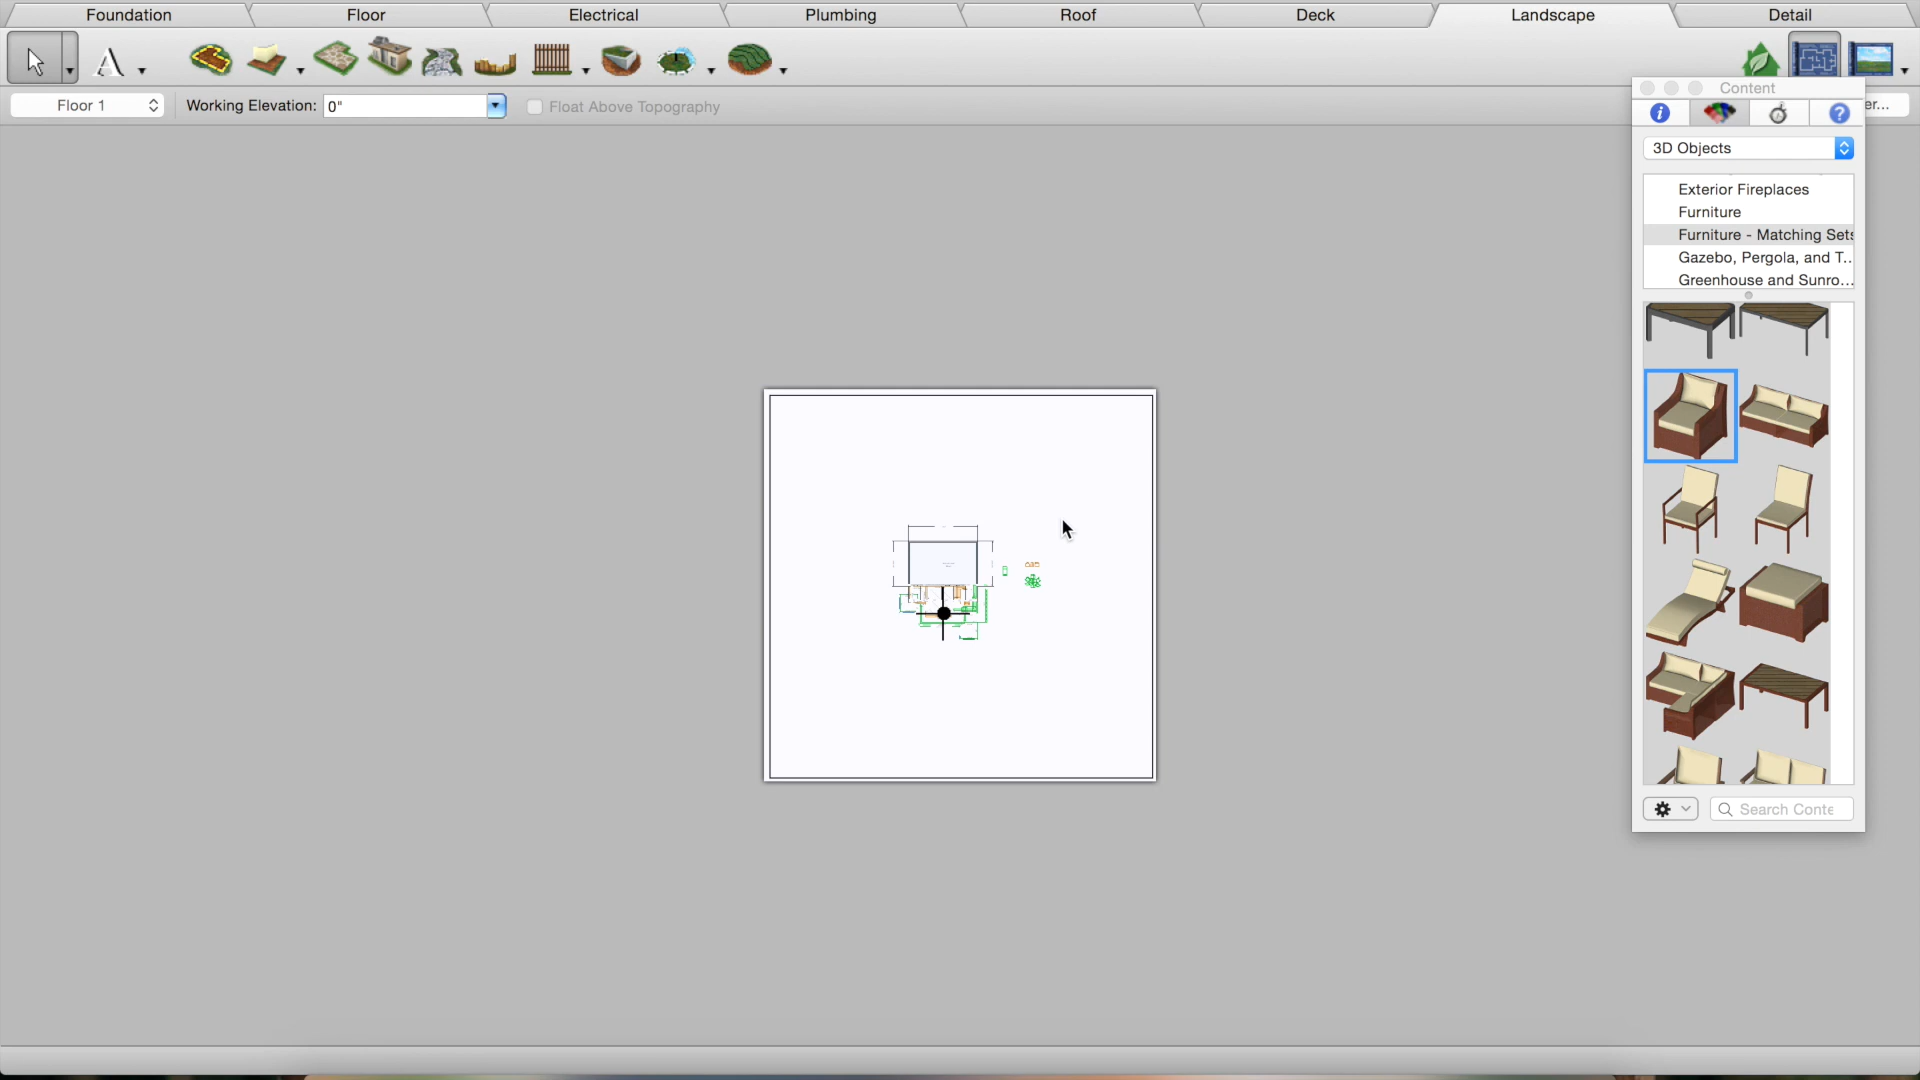 Foundation
Floor
Electrical
Plumbing
Roof
Deck
Landscape
Detail
A
Floor 1
Working Elevation:
0"
Float Above Topography
er...
Content
3D Objects
Exterior Fireplaces
Furniture
Furniture - Matching Sets
Gazebo, Pergola, and T...
Greenhouse and Sunro...
Search Conte